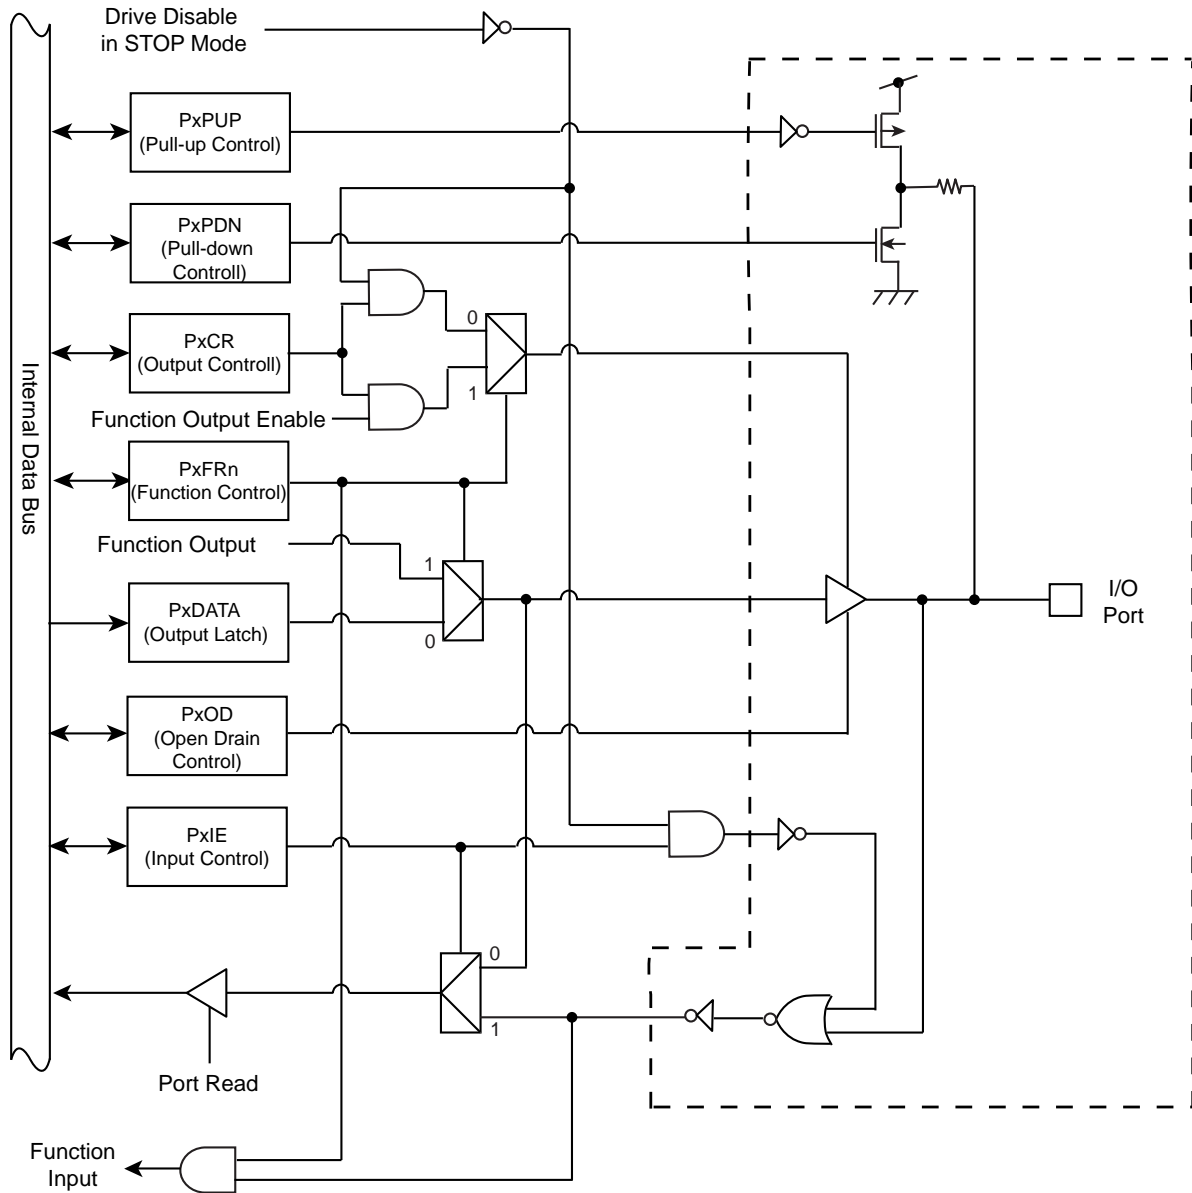 Drive Disable
in STOP Mode
PxPUP
(Pull-up Control)
PxPDN
(Pull-down
Controll)
PxCR
(Output Controll)
0
1
Function Output Enable
Internal Data Bus
PxFRn
(Function Control)
Function Output
1
0
PxDATA
(Output Latch)
I/O
Port
PxOD
(Open Drain
Control)
PxIE
(Input Control)
0
1
Port Read
Function
Input